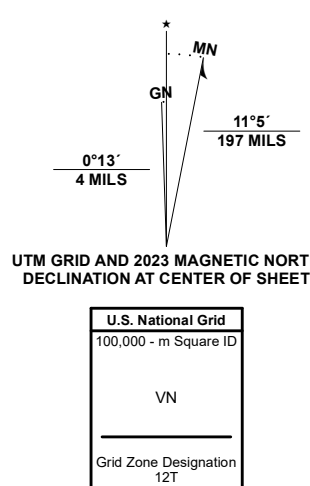 ★
MN
GN
11°5´
197 MILS
0°13´
4 MILS
UTM GRID AND 2023 MAGNETIC NORT
DECLINATION AT CENTER OF SHEET
U.S. National Grid
100,000 - m Square ID
VN
Grid Zone Designation
12T